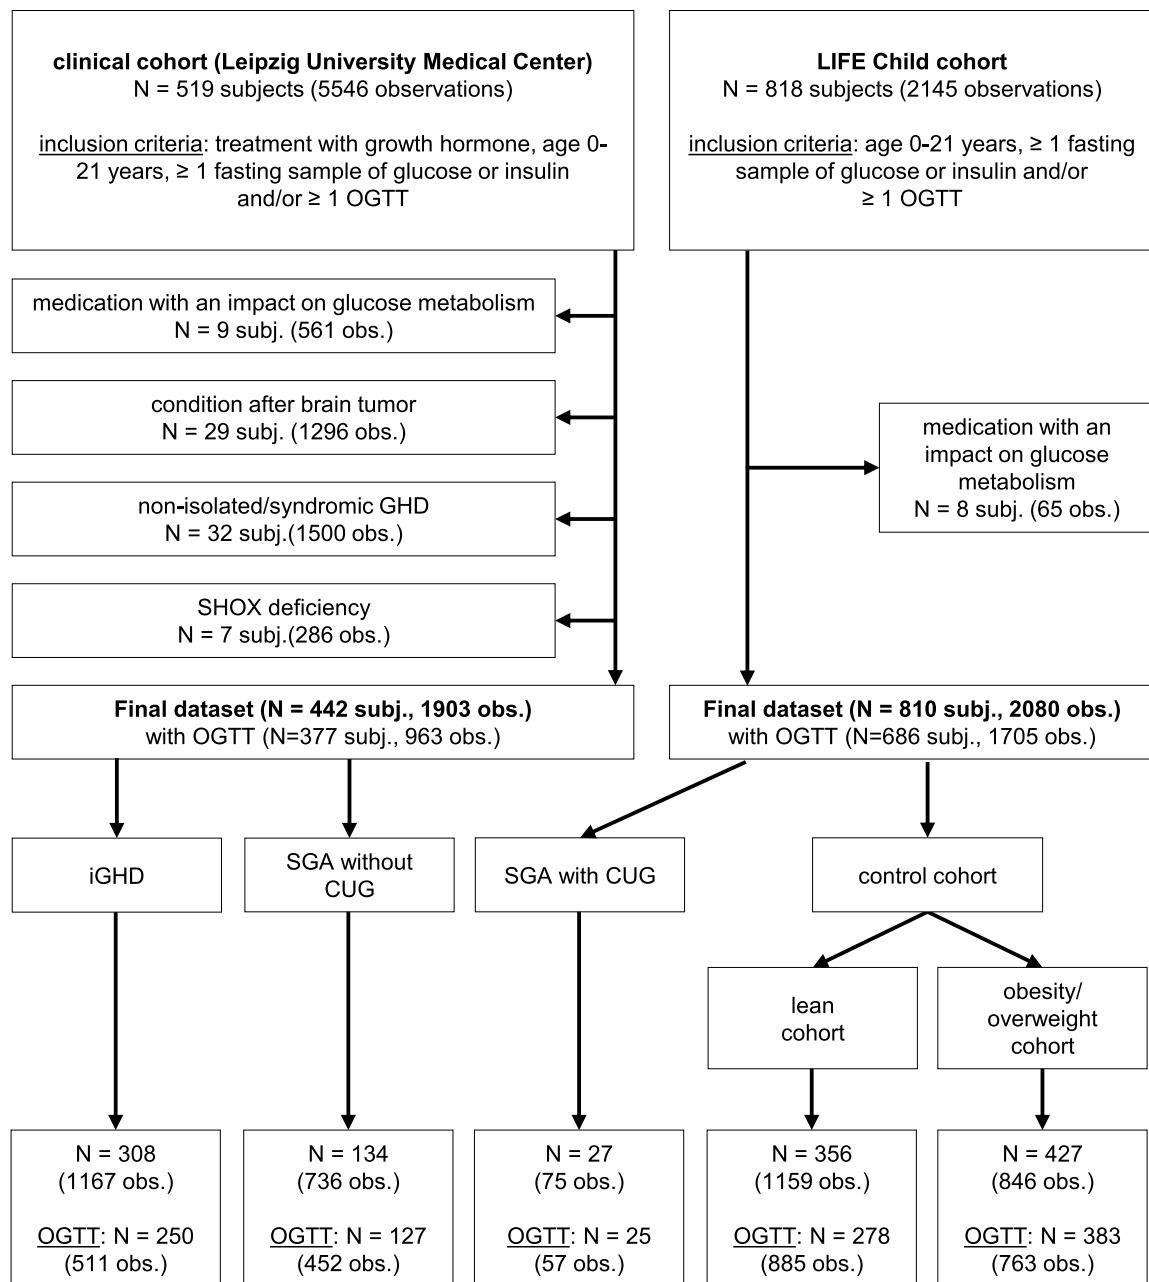 clinical cohort (Leipzig University Medical Center)
N = 519 subjects (5546 observations)
inclusion criteria: treatment with growth hormone, age 0-
21 years, ≥ 1 fasting sample of glucose or insulin
and/or ≥ 1 OGTT
LIFE Child cohort
N = 818 subjects (2145 observations)
inclusion criteria: age 0-21 years, ≥ 1 fasting
sample of glucose or insulin and/or
≥ 1 OGTT
medication with an impact on glucose metabolism
N = 9 subj. (561 obs.)
condition after brain tumor
N = 29 subj. (1296 obs.)
non-isolated/syndromic GHD
N = 32 subj.(1500 obs.)
SHOX deficiency
N = 7 subj.(286 obs.)
medication with an
impact on glucose
metabolism
N = 8 subj. (65 obs.)
Final dataset (N = 442 subj., 1903 obs.)
with OGTT (N=377 subj., 963 obs.)
Final dataset (N = 810 subj., 2080 obs.)
with OGTT (N=686 subj., 1705 obs.)
iGHD
SGA without
CUG
SGA with CUG
control cohort
lean
cohort
obesity/
overweight
cohort
N = 308
(1167 obs.)
OGTT: N = 250
(511 obs.)
N = 134
(736 obs.)
OGTT: N = 127
(452 obs.)
N = 27
(75 obs.)
OGTT: N = 25
(57 obs.)
N = 356
(1159 obs.)
OGTT: N = 278
(885 obs.)
N = 427
(846 obs.)
OGTT: N = 383
(763 obs.)